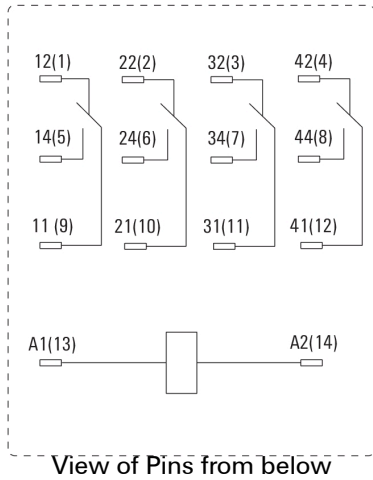 12(1) 22(2) 32(3) 42(4)
14(5) 24(6) 34(7) 44(8)
11 (9) 21(10) 31(11) 41(12)
A1(13) A2(14)
View of Pins from below